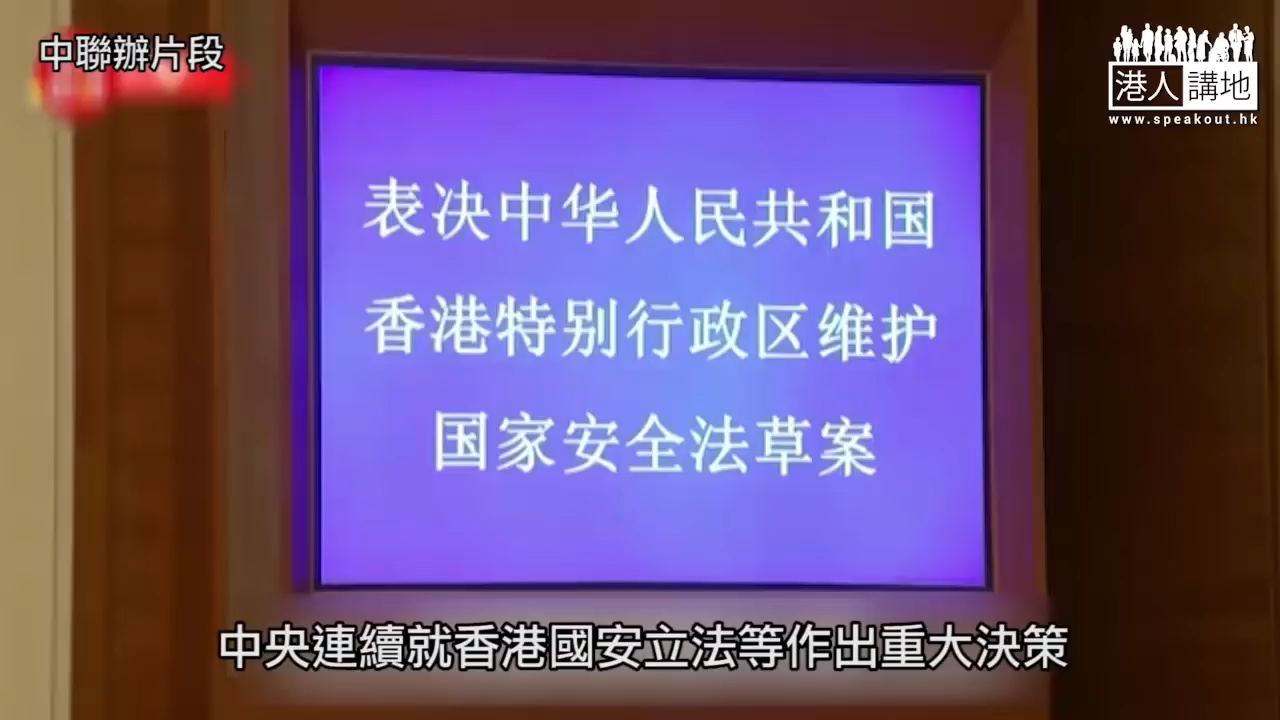 中聯辦片段
港人講地
www.speakout.hk
表决中华人民共和国
香港特别行政区维护
国家安全法草案
中央連續就香港國安立法等作出重大決策